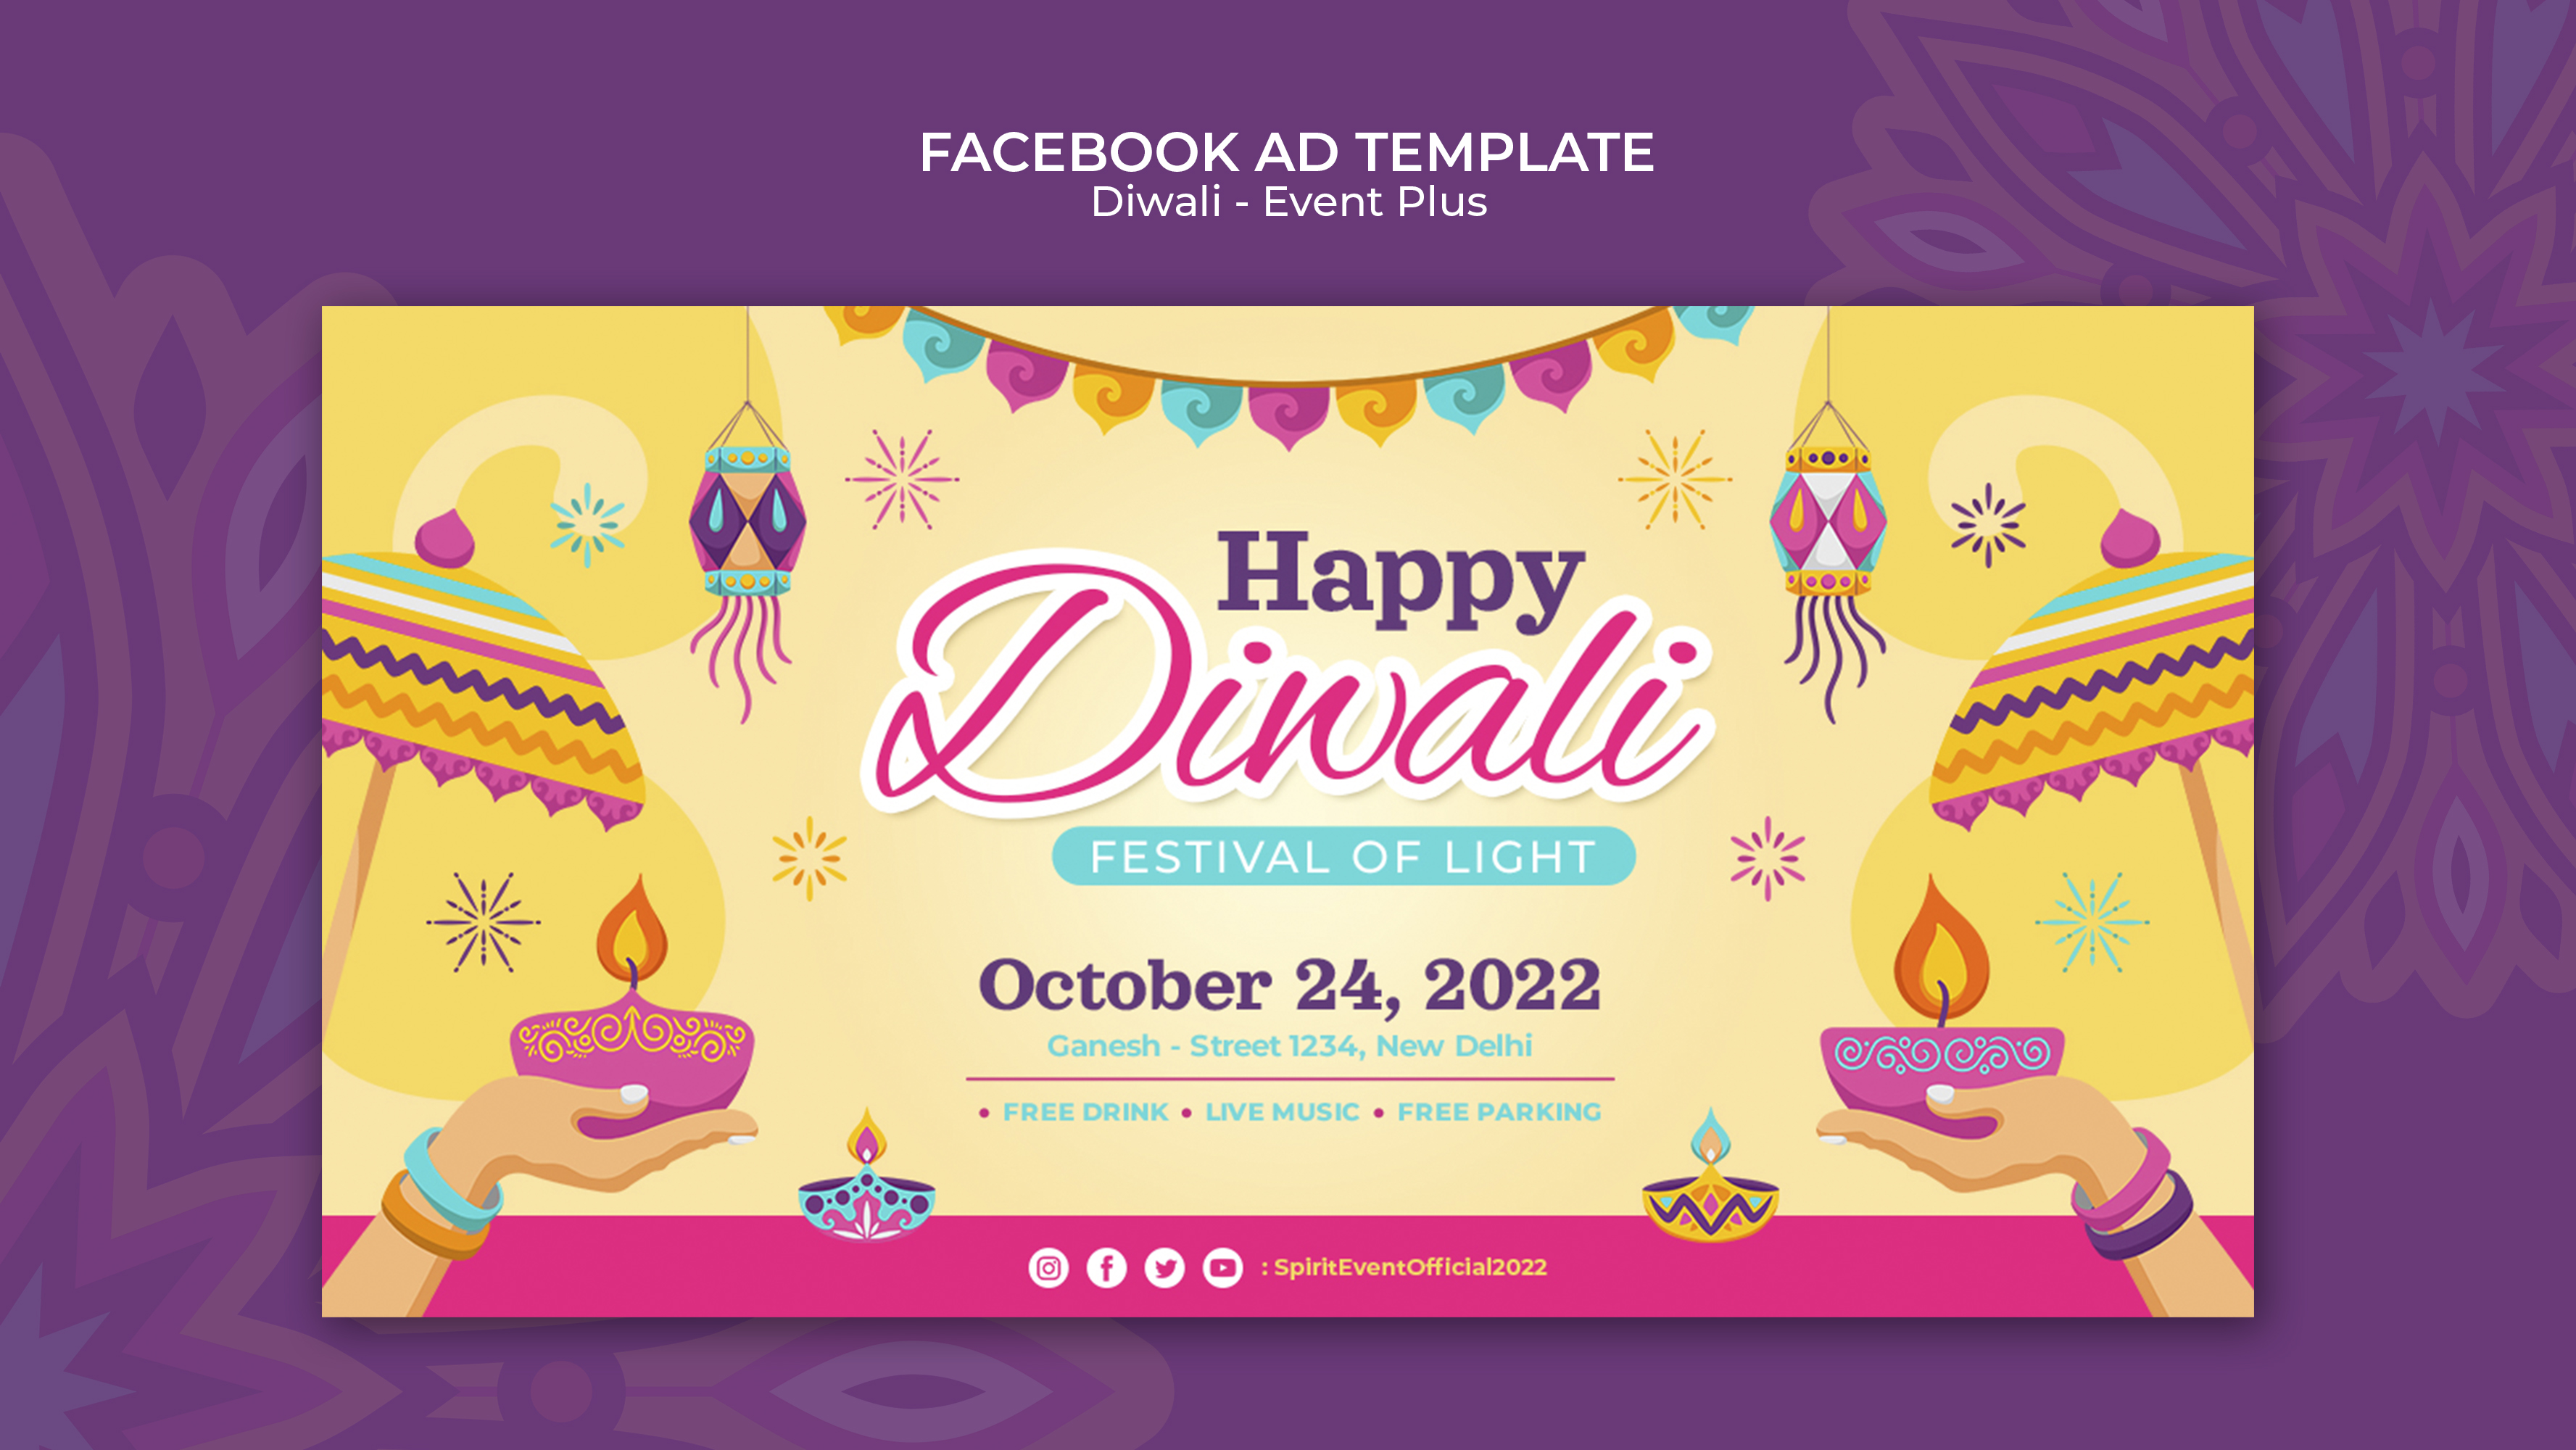 FACEBOOK AD TEMPLATE
Diwali - Event Plus
Happy
Diwali
FESTIVAL OF LIGHT
October 24, 2022
Ganesh - Street 1234, New Delhi
• FREE DRINK • LIVE MUSIC • FREE PARKING
: SpiritEventOfficial2022